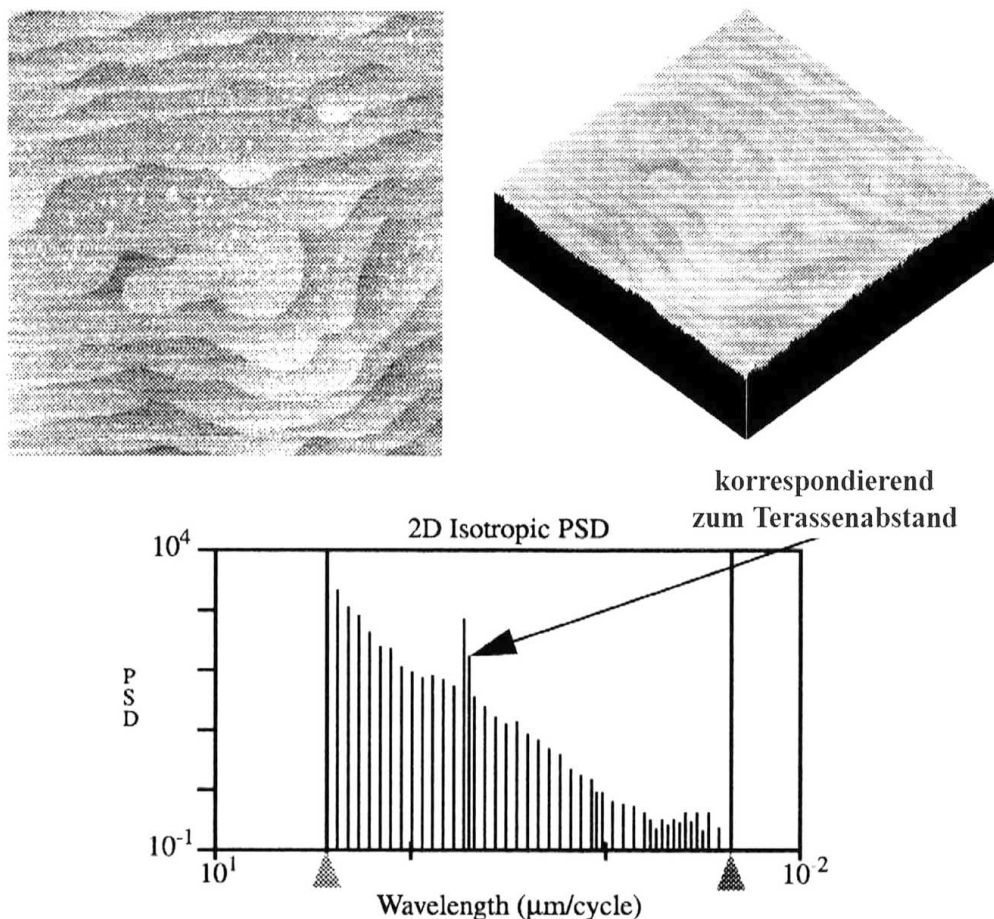 korrespondierend
zum Terassenabstand
2D Isotropic PSD
10^4
P
S
D
10^-1
10^1
10^-2
Wavelength (μm/cycle)